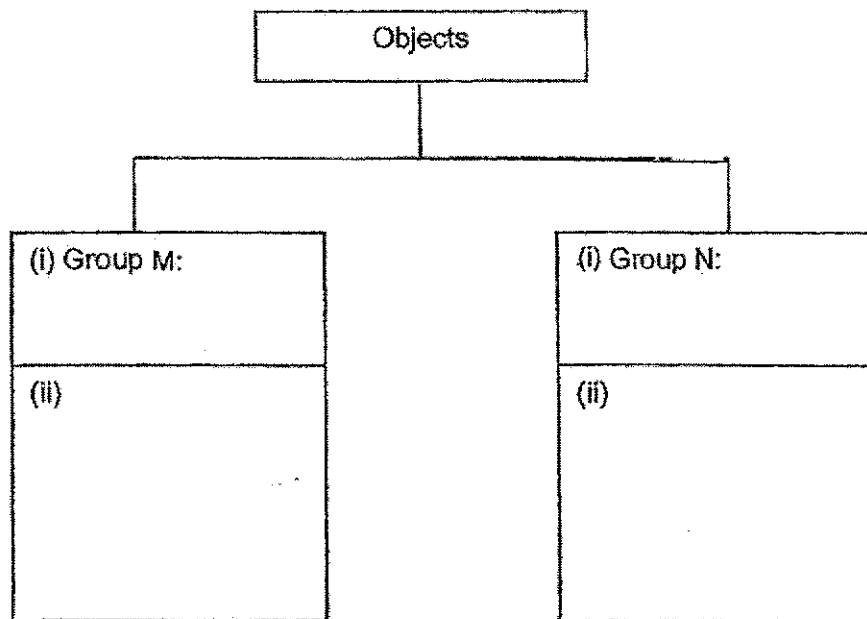 Objects
(i) Group M:
(i) Group N:
(ii)
(ii)